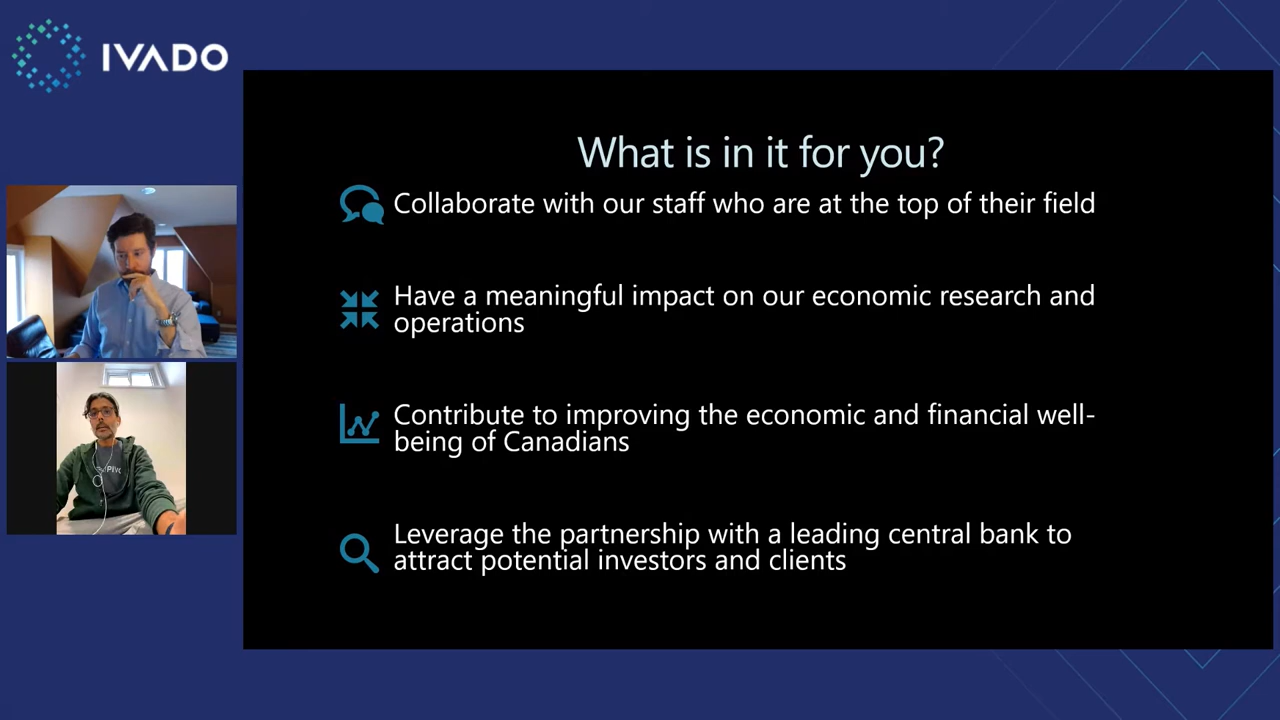 IVADO
What is in it for you?
Collaborate with our staff who are at the top of their field
Have a meaningful impact on our economic research and
operations
Contribute to improving the economic and financial well-
being of Canadians
Leverage the partnership with a leading central bank to
attract potential investors and clients